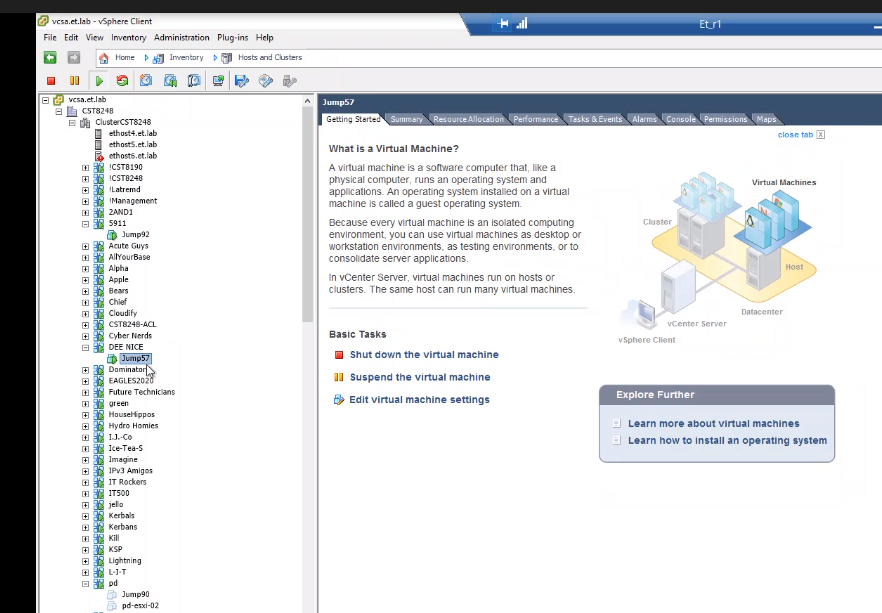 vcsa.et.lab - vSphere Client
Et_r1
File Edit View Inventory Administration Plug-ins Help
Home Inventory Hosts and Clusters
vcsa.et.lab
CST8248
ClusterCST8248
ethost4.et.lab
ethost5.et.lab
ethost6.et.lab
!CST8190
!CST8248
!Latremd
!Management
2AND1
5911
Jump92
Acute Guys
AllYourBase
Alpha
Apple
Bears
Chief
Cloudify
CST8248-ACL
Cyber Nerds
DEE NICE
Jump57
Dominator
EAGLES2020
Future Technicians
green
HouseHippos
Hydro Homies
I.J.-Co
Ice-Tea-S
Imagine
IPv3 Amigos
IT Rockers
IT500
jello
Kerbals
Kerbans
Kill
KSP
Lightning
L-I-T
pd
Jump90
pd-esxi-02
Jump57
Getting Started Summary Resource Allocation Performance Tasks & Events Alarms Console Permissions Maps
close tab X
What is a Virtual Machine?
A virtual machine is a software computer that, like a
physical computer, runs an operating system and
applications. An operating system installed on a virtual
machine is called a guest operating system.
Because every virtual machine is an isolated computing
environment, you can use virtual machines as desktop or
workstation environments, as testing environments, or to
consolidate server applications.
In vCenter Server, virtual machines run on hosts or
clusters. The same host can run many virtual machines.
Virtual Machines
Cluster
Host
Datacenter
vCenter Server
vSphere Client
Basic Tasks
Shut down the virtual machine
Suspend the virtual machine
Edit virtual machine settings
Explore Further
Learn more about virtual machines
Learn how to install an operating system